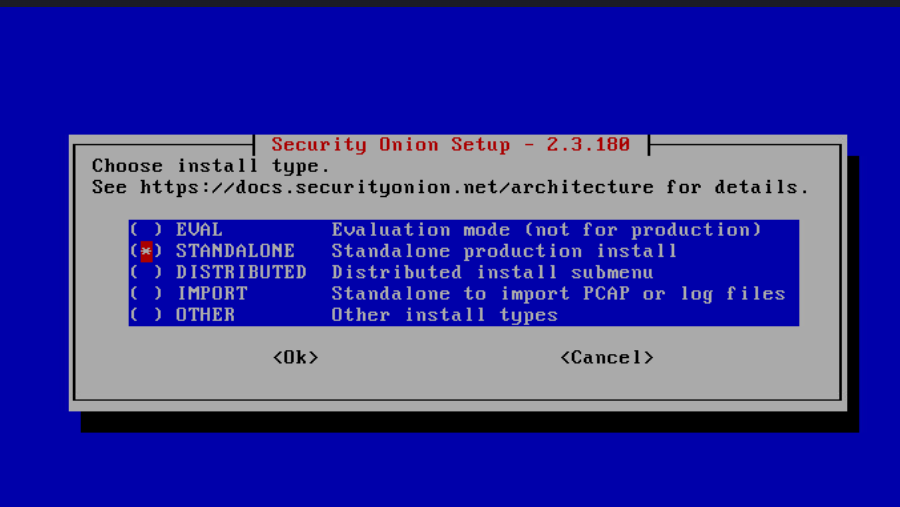 Security Onion Setup - 2.3.180
Choose install type.
See https://docs.securityonion.net/architecture for details.
( ) EVAL Evaluation mode (not for production)
(*) STANDALONE Standalone production install
( ) DISTRIBUTED Distributed install submenu
( ) IMPORT Standalone to import PCAP or log files
( ) OTHER Other install types
<Ok> <Cancel>